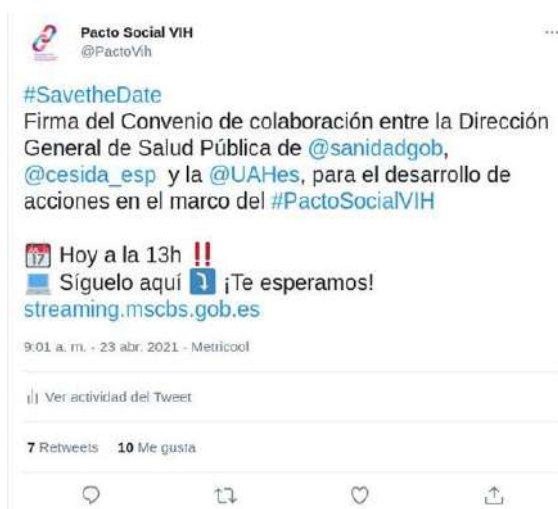 Pacto Social VIH
@PactoVih
#SavetheDate
Firma del Convenio de colaboración entre la Dirección
General de Salud Pública de @sanidadgob,
@cesida_esp y la @UAHes, para el desarrollo de
acciones en el marco del #PactoSocialVIH
17 Hoy a la 13h ‼️
Síguelo aquí ⤵️ ¡Te esperamos!
streaming.mscbs.gob.es
9:01 a. m. · 23 abr. 2021 · Metricool
Ver actividad del Tweet
7 Retweets 10 Me gusta